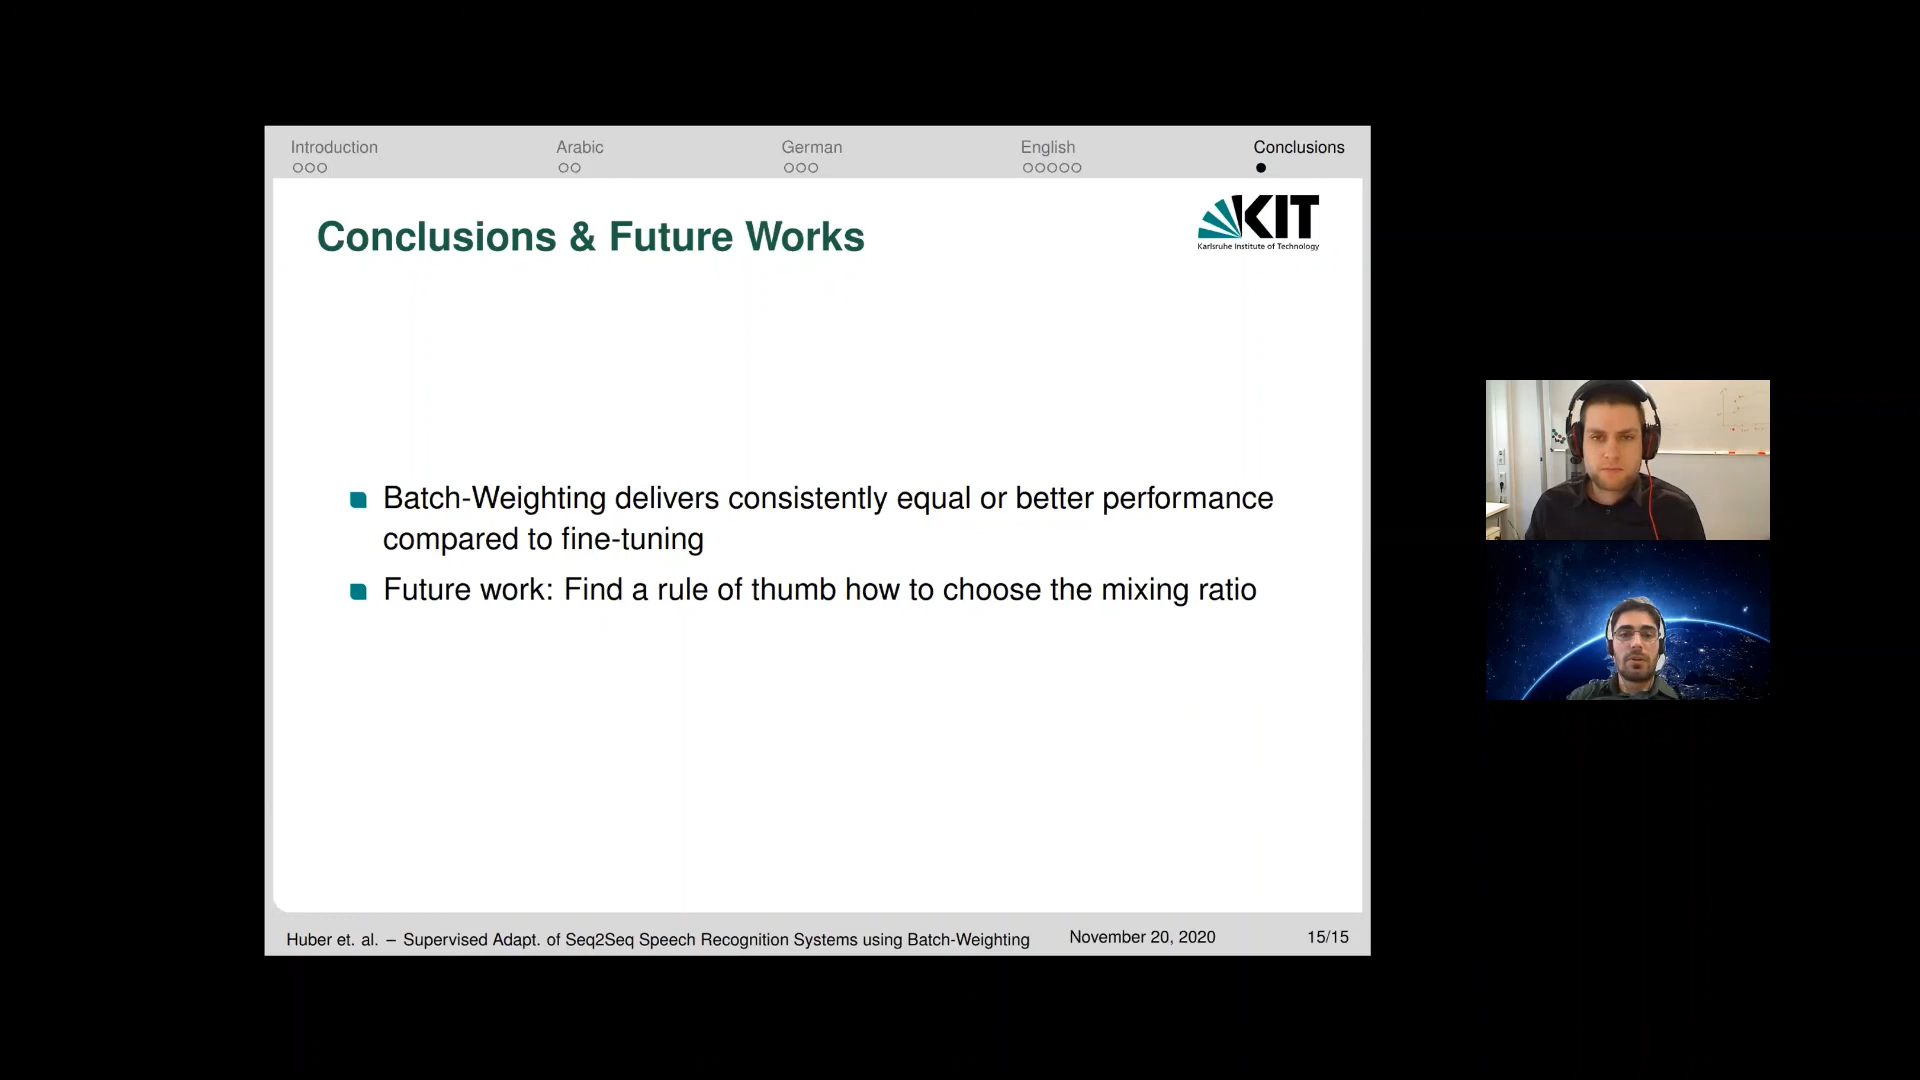 Introduction
Arabic
German
English
Conclusions
Conclusions & Future Works
KIT
Karlsruhe Institute of Technology
Batch-Weighting delivers consistently equal or better performance
compared to fine-tuning
Future work: Find a rule of thumb how to choose the mixing ratio
Huber et. al. – Supervised Adapt. of Seq2Seq Speech Recognition Systems using Batch-Weighting
November 20, 2020
15/15